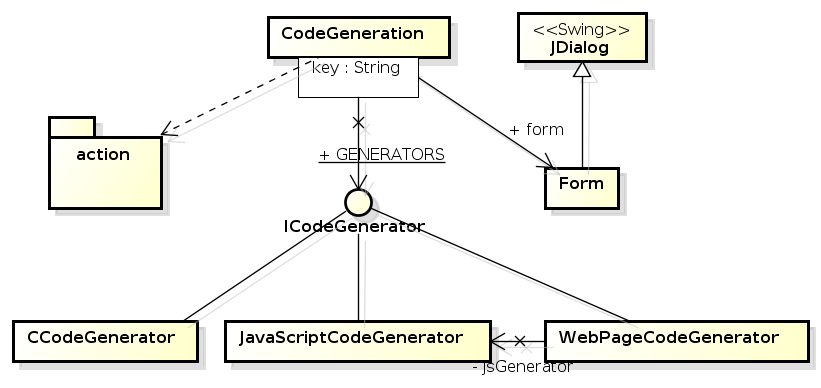 CodeGeneration
<<Swing>>
JDialog
key : String
+ form
action
+ GENERATORS
Form
ICodeGenerator
CCodeGenerator
JavaScriptCodeGenerator
WebPageCodeGenerator
- jsGenerator